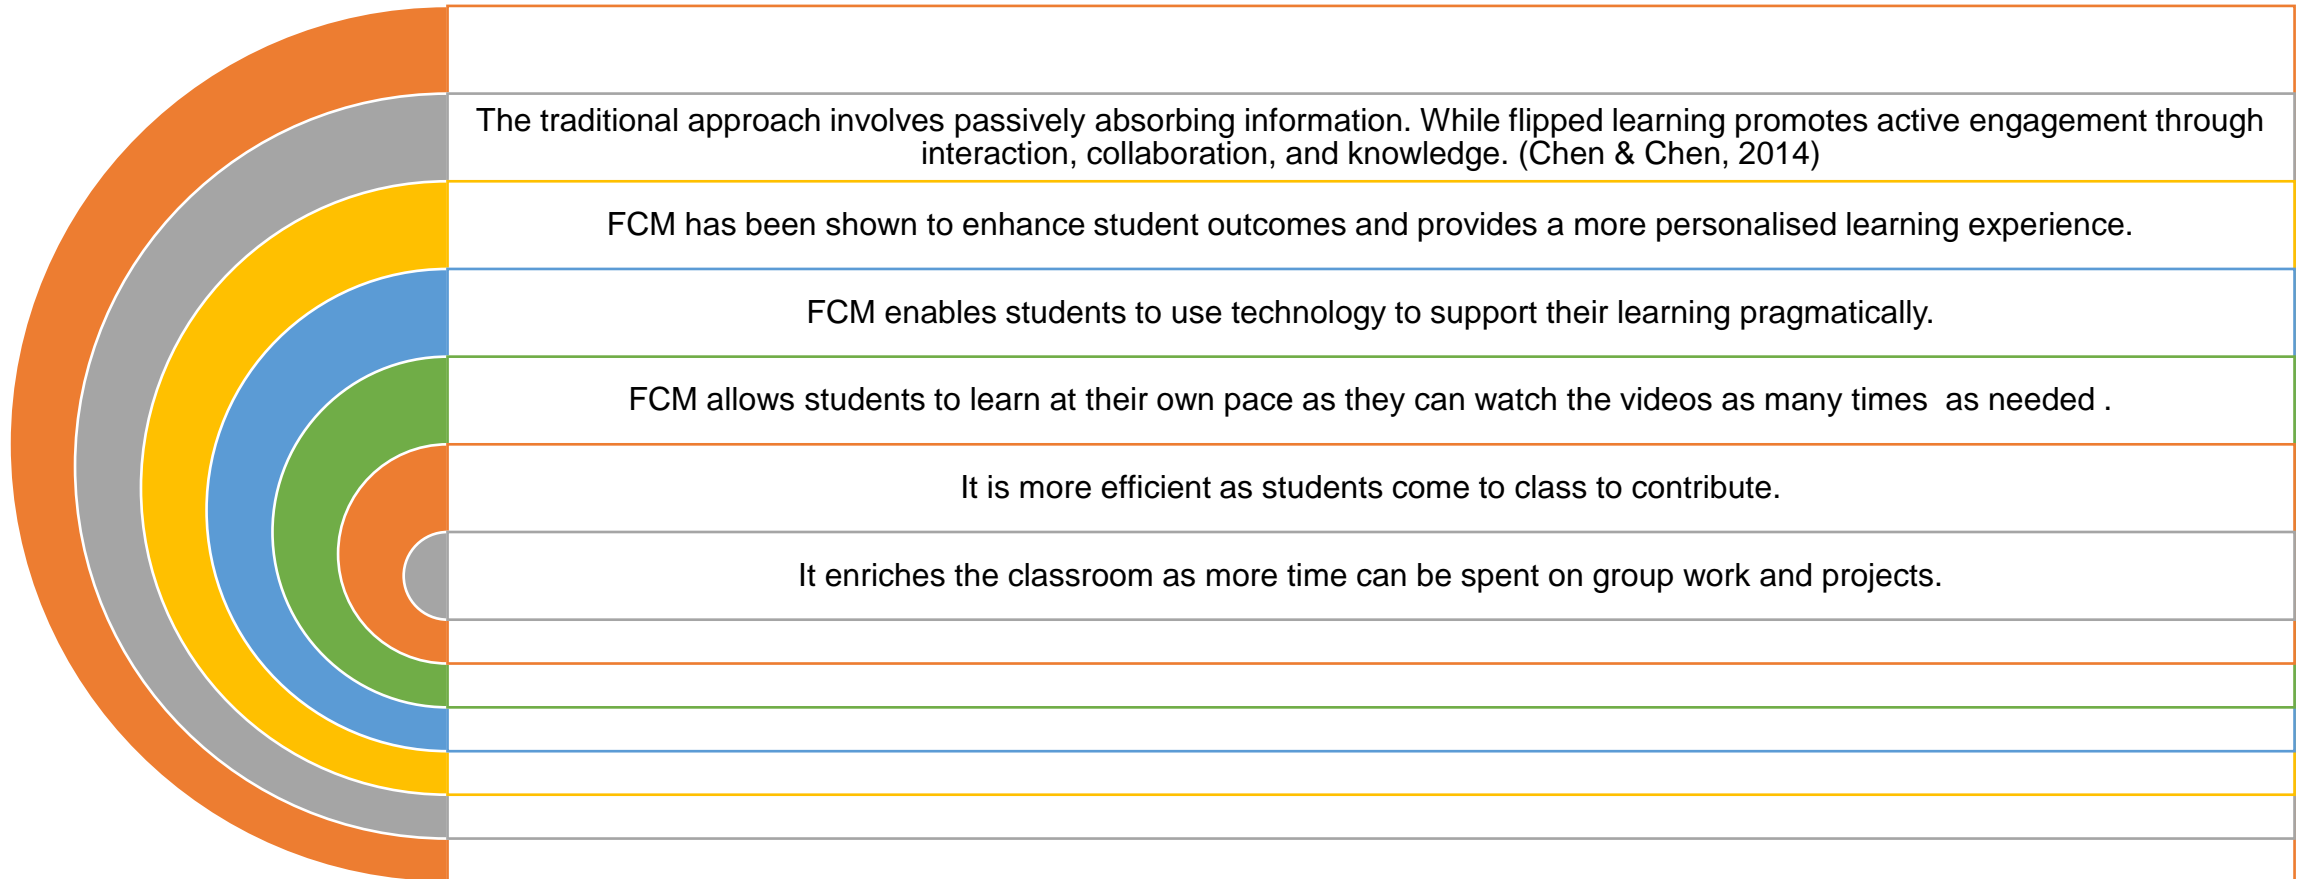 The traditional approach involves passively absorbing information. While flipped learning promotes active engagement through
interaction, collaboration, and knowledge. (Chen & Chen, 2014)
FCM has been shown to enhance student outcomes and provides a more personalised learning experience.
FCM enables students to use technology to support their learning pragmatically.
FCM allows students to learn at their own pace as they can watch the videos as many times  as needed .
It is more efficient as students come to class to contribute.
It enriches the classroom as more time can be spent on group work and projects.